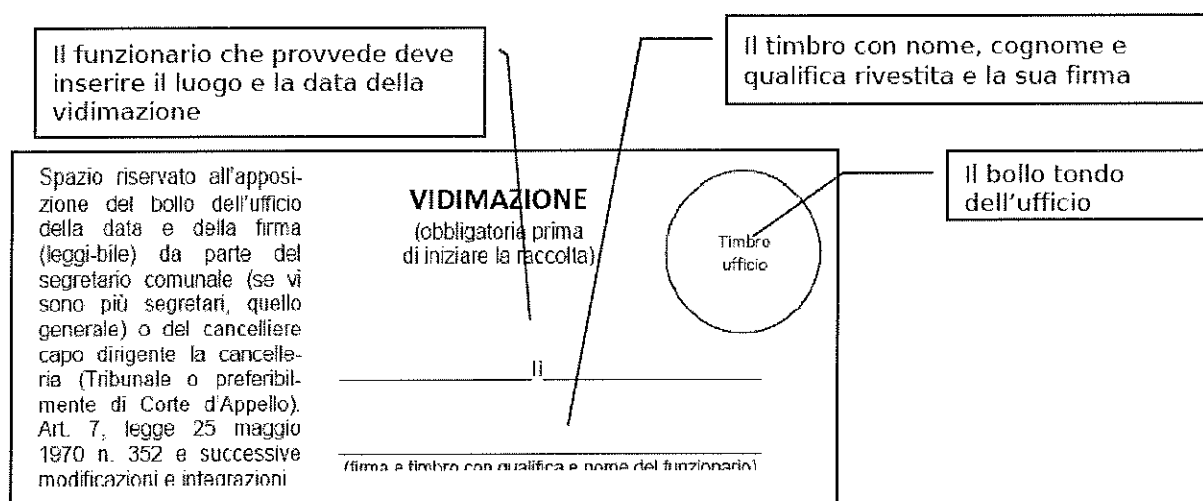 Il funzionario che provvede deve
inserire il luogo e la data della
vidimazione
Il timbro con nome, cognome e
qualifica rivestita e la sua firma
Il bollo tondo
dell'ufficio
Spazio riservato all'apposi-
zione del bollo dell'ufficio
della data e della firma
(leggi-bile) da parte del
segretario comunale (se vi
sono più segretari, quello
generale) o del cancelliere
capo dirigente la cancelle-
ria (Tribunale o preferibil-
mente di Corte d'Appello).
Art. 7, legge 25 maggio
1970 n. 352 e successive
modificazioni e integrazioni
VIDIMAZIONE
(obbligatoria prima
di iniziare la raccolta)
Timbro
ufficio
lì
(firma e timbro con qualifica e nome del funzionario)